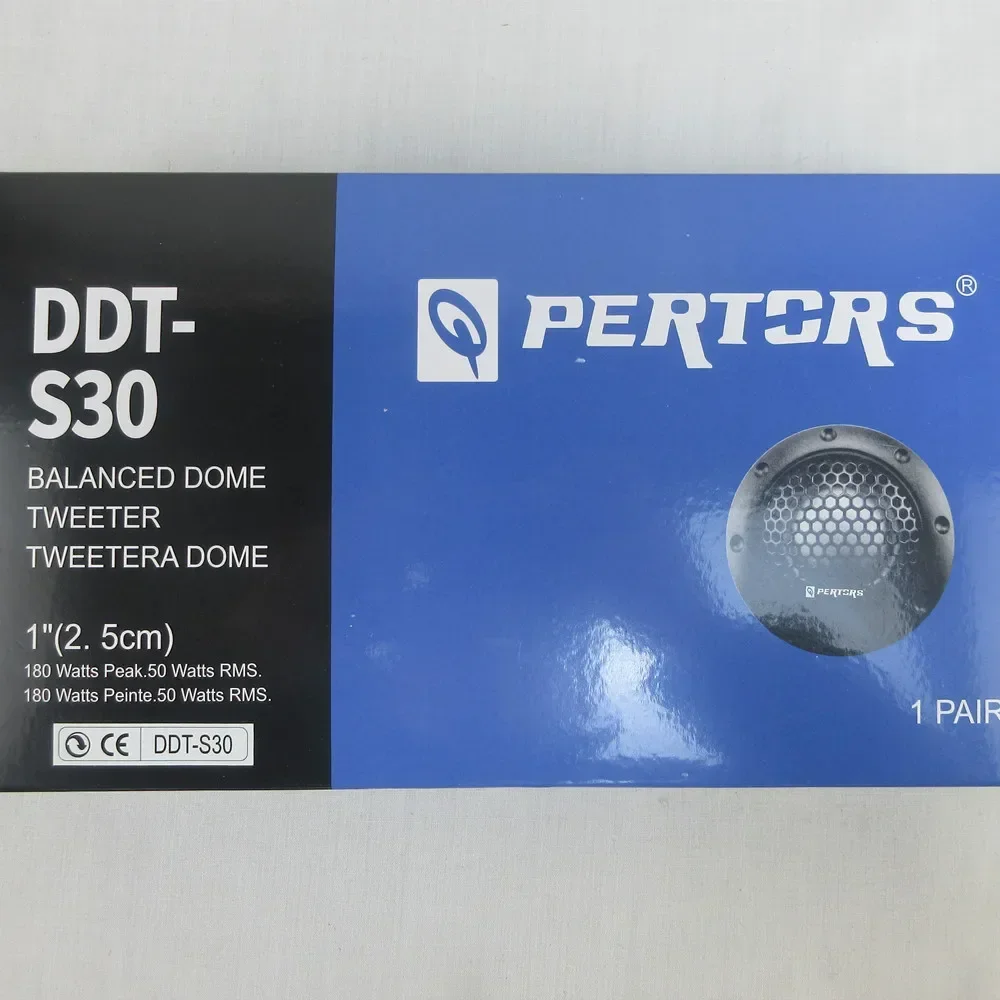 DDT-
S30
BALANCED DOME
TWEETER
TWEETERA DOME
1"(2. 5cm)
180 Watts Peak.50 Watts RMS.
180 Watts Peinte.50 Watts RMS.
CE DDT-S30
PERTORS®
PERTORS
1 PAIR